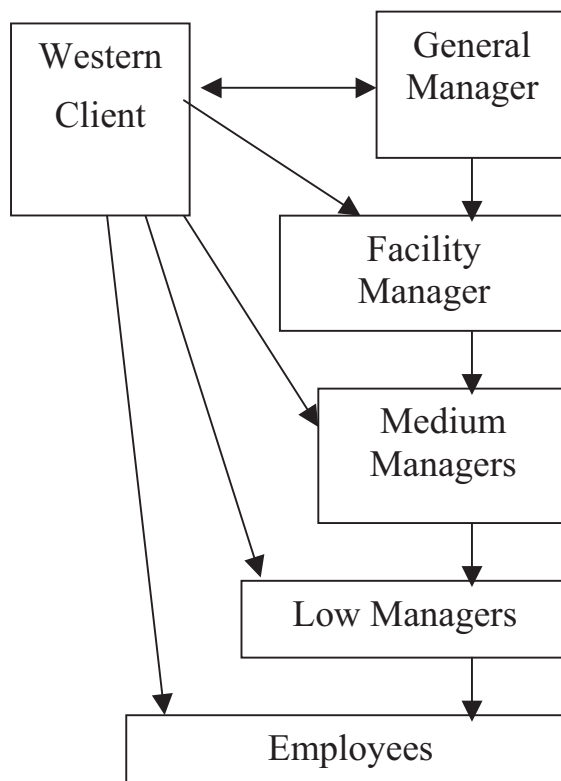 Western
Client
General
Manager
Facility
Manager
Medium
Managers
Low Managers
Employees